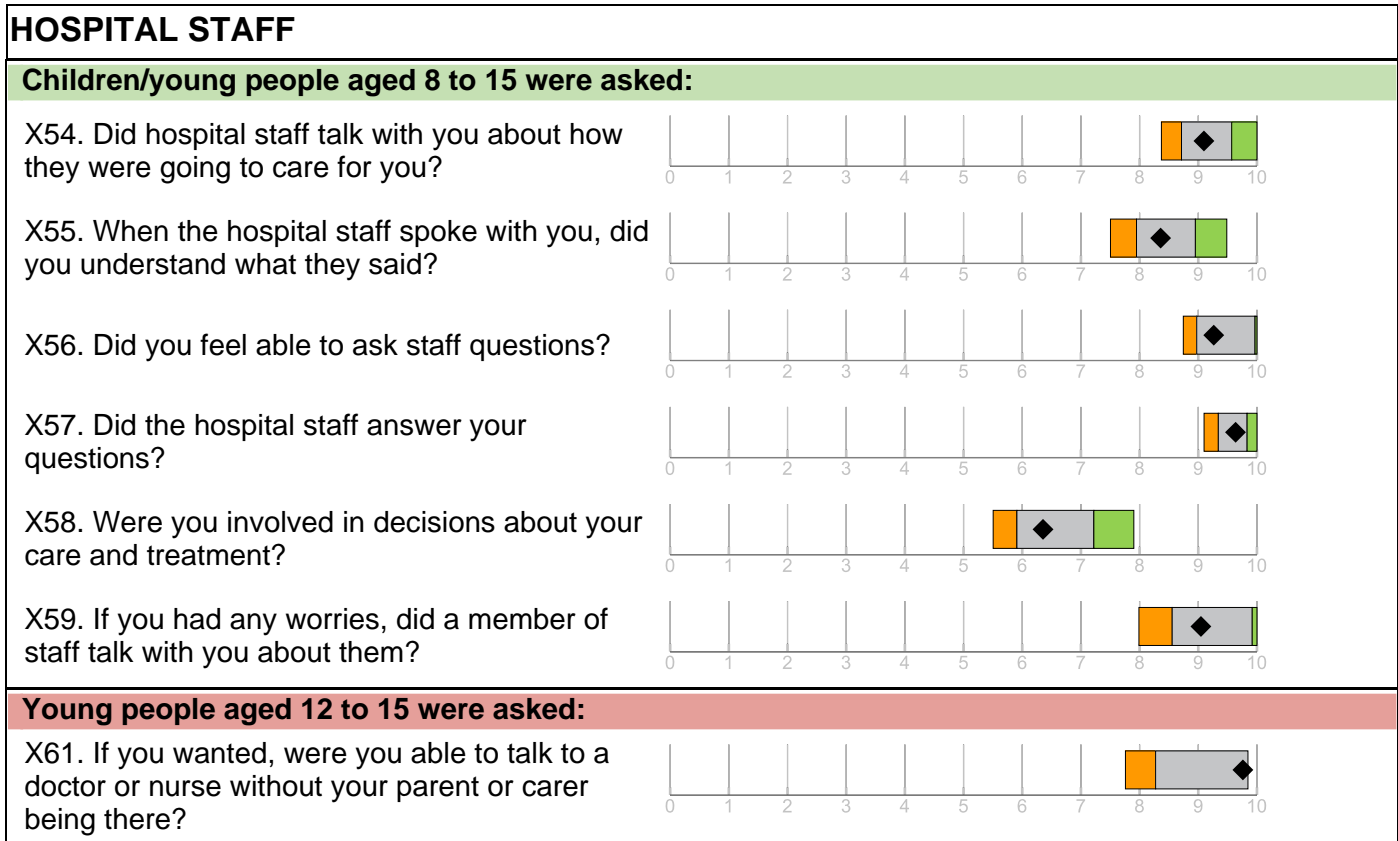 HOSPITAL STAFF
Children/young people aged 8 to 15 were asked:
X54. Did hospital staff talk with you about how
they were going to care for you?
0 1 2 3 4 5 6 7 8 9 10
X55. When the hospital staff spoke with you, did
you understand what they said?
0 1 2 3 4 5 6 7 8 9 10
X56. Did you feel able to ask staff questions?
0 1 2 3 4 5 6 7 8 9 10
X57. Did the hospital staff answer your
questions?
0 1 2 3 4 5 6 7 8 9 10
X58. Were you involved in decisions about your
care and treatment?
0 1 2 3 4 5 6 7 8 9 10
X59. If you had any worries, did a member of
staff talk with you about them?
0 1 2 3 4 5 6 7 8 9 10
Young people aged 12 to 15 were asked:
X61. If you wanted, were you able to talk to a
doctor or nurse without your parent or carer
being there?
0 1 2 3 4 5 6 7 8 9 10